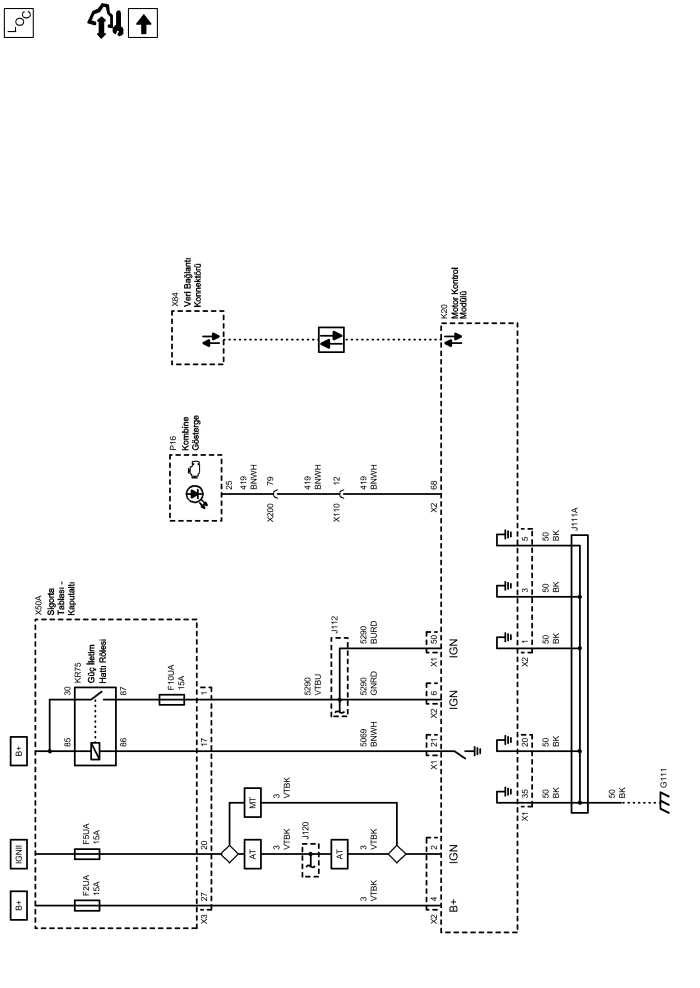 LOC
X84
Veri Bağlantı
Konnektörü
K20
Motor Kontrol
Modülü
P16
Kombine
Gösterge
25
419
BNWH
79
X200
419
BNWH
12
X110
419
BNWH
68
X2
X50A
Sigorta
Tablası -
Kaputaltı
KR75
Güç İletim
Hattı Rölesi
30
87
85
86
F10UA
15A
1
17
B+
IGNII
B+
F5UA
15A
20
F2UA
15A
27
X3
J112
5290
VTBU
5290
BURD
50
X1
IGN
5290
GNRD
6
X2
IGN
5069
BNWH
21
X1
MT
3
VTBK
AT
3
VTBK
J120
AT
3
VTBK
2
IGN
3
VTBK
4
X2
B+
5
50
BK
3
50
BK
1
X2
50
BK
20
50
BK
35
X1
50
BK
J111A
50
BK
G111